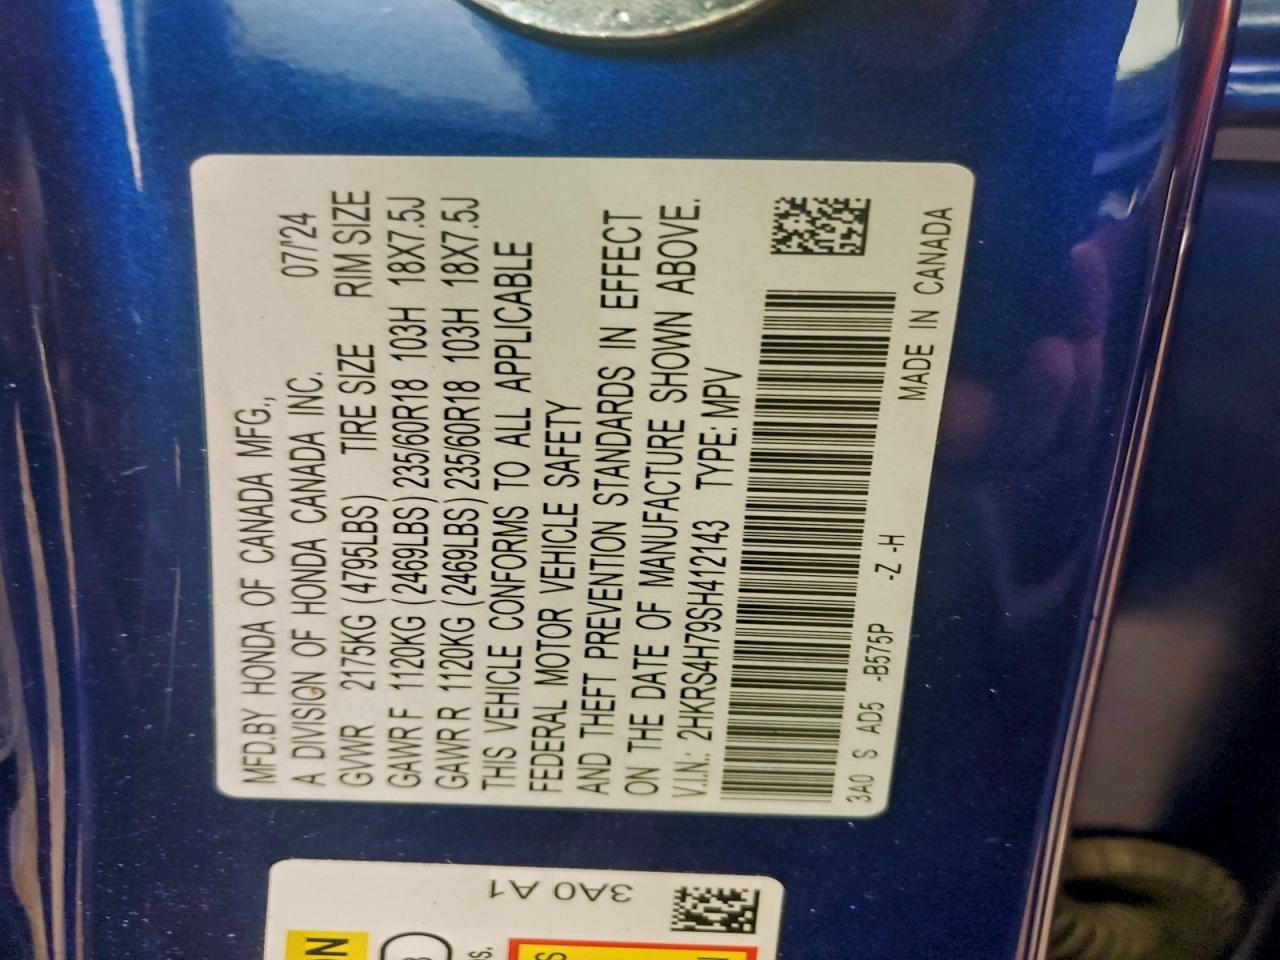 MFD.BY HONDA OF CANADA MFG.,
A DIVISION OF HONDA CANADA INC. 07/'24
GVWR 2175KG (4795LBS) TIRE SIZE RIM SIZE
GAWR F 1120KG (2469LBS) 235/60R18 103H 18X7.5J
GAWR R 1120KG (2469LBS) 235/60R18 103H 18X7.5J
THIS VEHICLE CONFORMS TO ALL APPLICABLE
FEDERAL MOTOR VEHICLE SAFETY
AND THEFT PREVENTION STANDARDS IN EFFECT
ON THE DATE OF MANUFACTURE SHOWN ABOVE.
V.I.N.: 2HKRS4H79SH412143 TYPE: MPV
3A0 S AD5 -B575P -Z -H MADE IN CANADA
3A0 A1